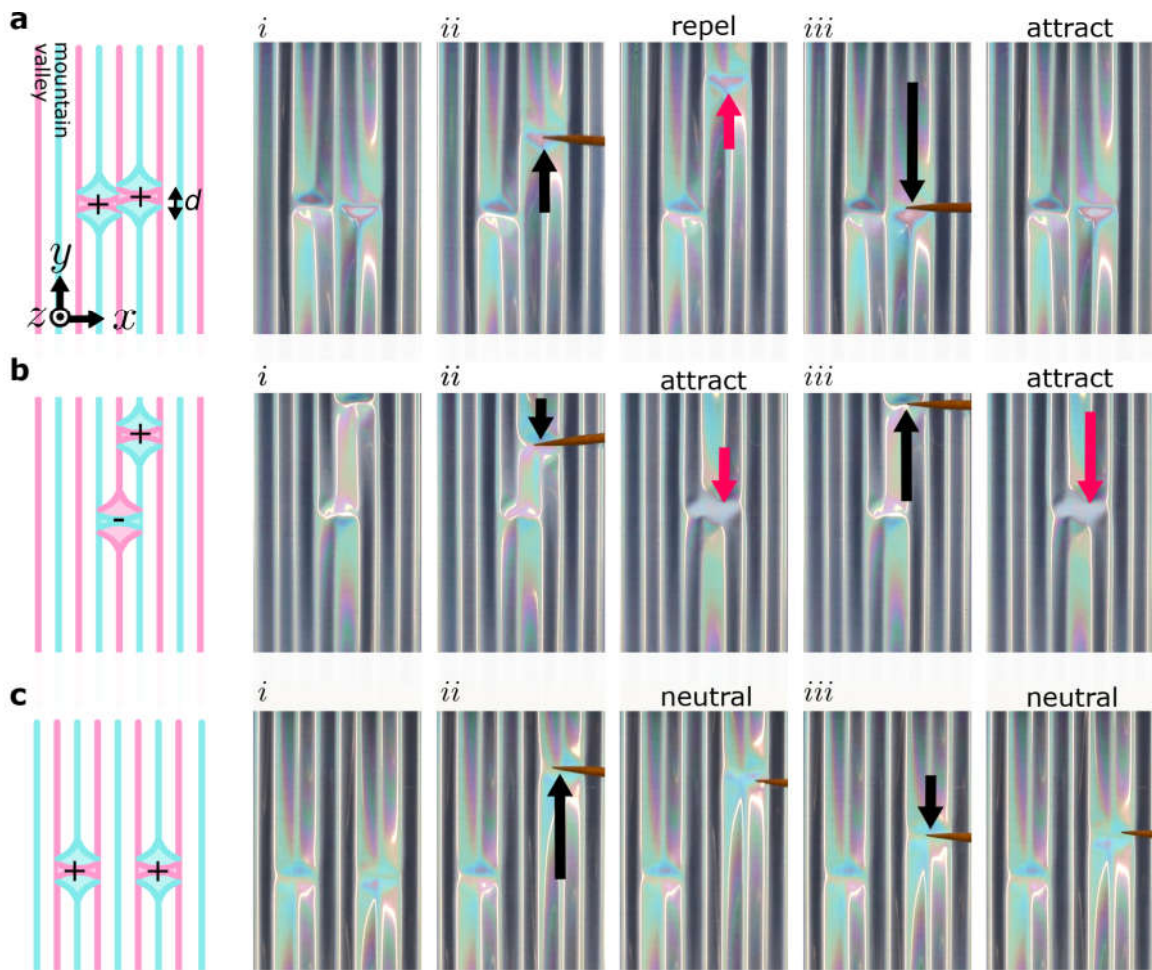 a
i
ii
repel
iii
attract
mountain
valley
+
+
d
y
z
x
b
i
ii
attract
iii
attract
+
-
c
i
ii
neutral
iii
neutral
+
+